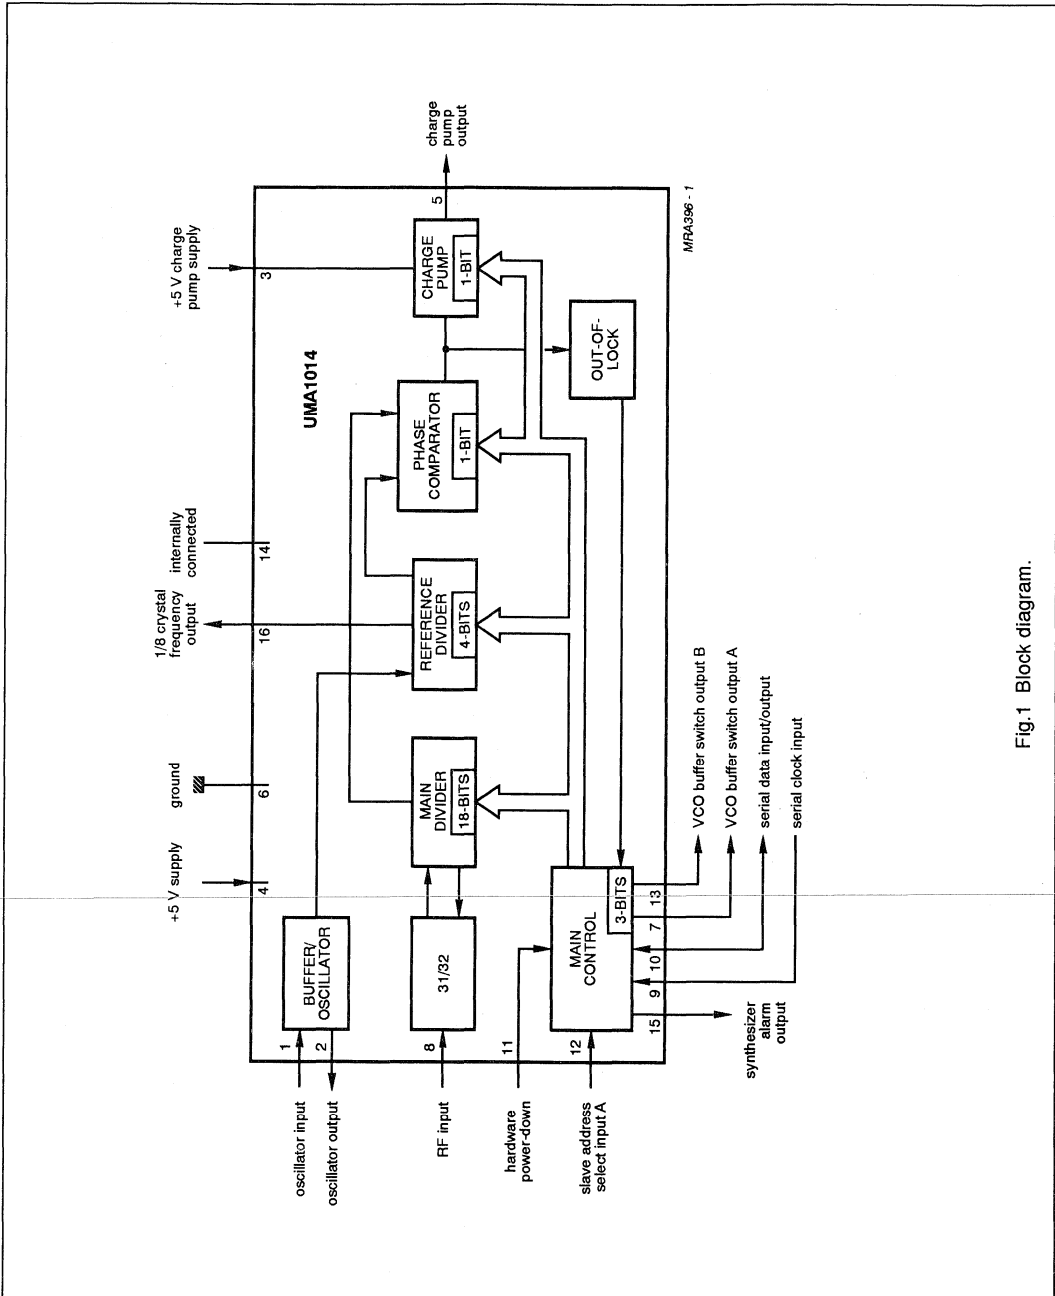 +5 V supply
ground
1/8 crystal
frequency
output
internally
connected
+5 V charge
pump supply
4
6
16
14
3
UMA1014
oscillator input
1
oscillator output
2
BUFFER/
OSCILLATOR
RF input
8
31/32
MAIN
DIVIDER
18-BITS
REFERENCE
DIVIDER
4-BITS
PHASE
COMPARATOR
1-BIT
CHARGE
PUMP
1-BIT
5
charge
pump
output
hardware
power-down
11
slave address
select input A
12
MAIN
CONTROL
3-BITS
OUT-OF-
LOCK
15
9
10
7
13
MRA396 - 1
synthesizer
alarm
output
VCO buffer switch output B
VCO buffer switch output A
serial data input/output
serial clock input
Fig.1 Block diagram.